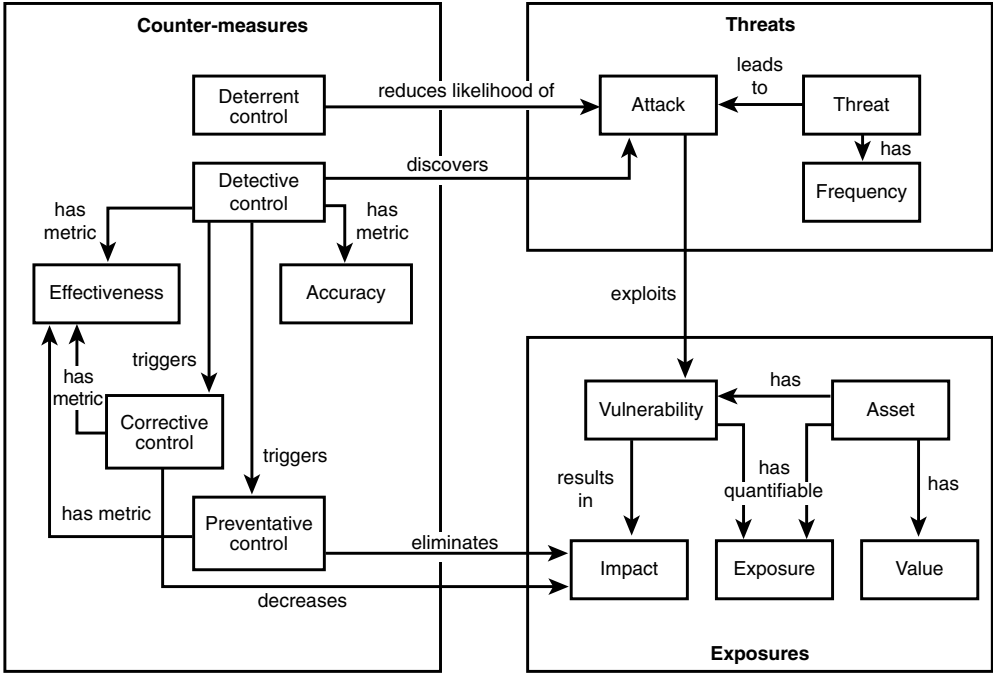 Counter-measures
Deterrent
control
Detective
control
has
metric
has
metric
Effectiveness
Accuracy
triggers
has
metric
Corrective
control
triggers
has metric
Preventative
control
reduces likelihood of
discovers
eliminates
decreases
Threats
Attack
leads
to
Threat
has
Frequency
exploits
Vulnerability
has
Asset
results
in
has
quantifiable
has
Impact
Exposure
Value
Exposures